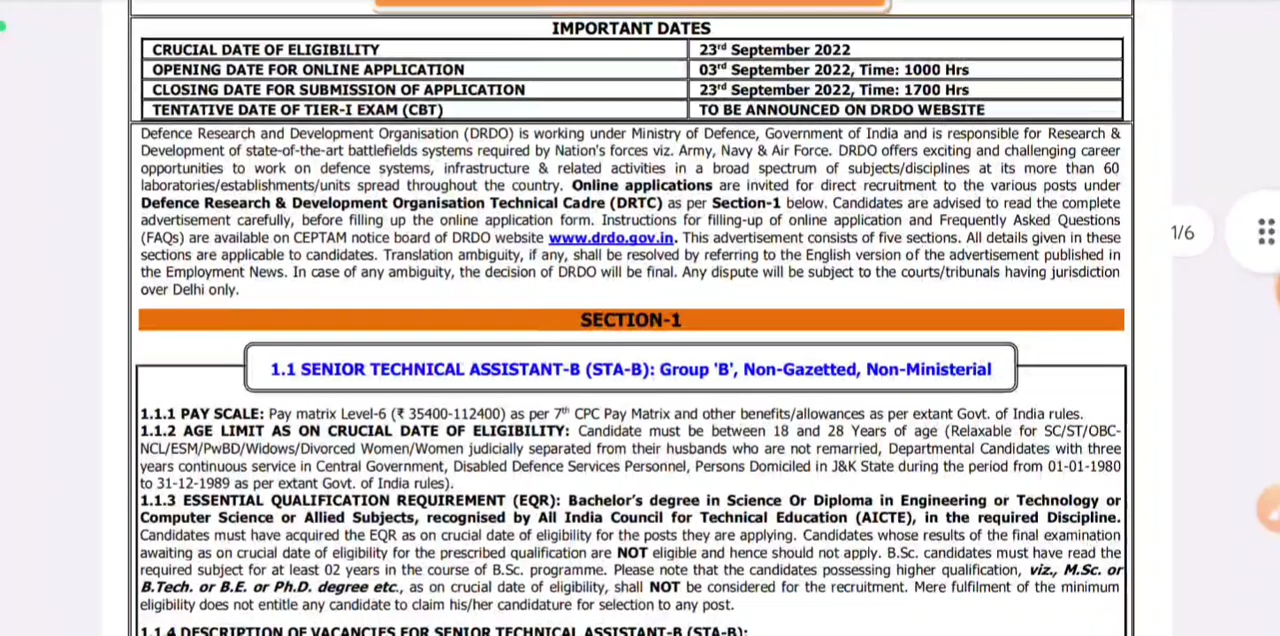 IMPORTANT DATES
CRUCIAL DATE OF ELIGIBILITY 23rd September 2022
OPENING DATE FOR ONLINE APPLICATION 03rd September 2022, Time: 1000 Hrs
CLOSING DATE FOR SUBMISSION OF APPLICATION 23rd September 2022, Time: 1700 Hrs
TENTATIVE DATE OF TIER-I EXAM (CBT) TO BE ANNOUNCED ON DRDO WEBSITE
Defence Research and Development Organisation (DRDO) is working under Ministry of Defence, Government of India and is responsible for Research &
Development of state-of-the-art battlefields systems required by Nation's forces viz. Army, Navy & Air Force. DRDO offers exciting and challenging career
opportunities to work on defence systems, infrastructure & related activities in a broad spectrum of subjects/disciplines at its more than 60
laboratories/establishments/units spread throughout the country. Online applications are invited for direct recruitment to the various posts under
Defence Research & Development Organisation Technical Cadre (DRTC) as per Section-1 below. Candidates are advised to read the complete
advertisement carefully, before filling up the online application form. Instructions for filling-up of online application and Frequently Asked Questions
(FAQs) are available on CEPTAM notice board of DRDO website www.drdo.gov.in. This advertisement consists of five sections. All details given in these
sections are applicable to candidates. Translation ambiguity, if any, shall be resolved by referring to the English version of the advertisement published in
the Employment News. In case of any ambiguity, the decision of DRDO will be final. Any dispute will be subject to the courts/tribunals having jurisdiction
over Delhi only.
1/6
SECTION-1
1.1 SENIOR TECHNICAL ASSISTANT-B (STA-B): Group 'B', Non-Gazetted, Non-Ministerial
1.1.1 PAY SCALE: Pay matrix Level-6 (₹ 35400-112400) as per 7th CPC Pay Matrix and other benefits/allowances as per extant Govt. of India rules.
1.1.2 AGE LIMIT AS ON CRUCIAL DATE OF ELIGIBILITY: Candidate must be between 18 and 28 Years of age (Relaxable for SC/ST/OBC-
NCL/ESM/PwBD/Widows/Divorced Women/Women judicially separated from their husbands who are not remarried, Departmental Candidates with three
years continuous service in Central Government, Disabled Defence Services Personnel, Persons Domiciled in J&K State during the period from 01-01-1980
to 31-12-1989 as per extant Govt. of India rules).
1.1.3 ESSENTIAL QUALIFICATION REQUIREMENT (EQR): Bachelor's degree in Science Or Diploma in Engineering or Technology or
Computer Science or Allied Subjects, recognised by All India Council for Technical Education (AICTE), in the required Discipline.
Candidates must have acquired the EQR as on crucial date of eligibility for the posts they are applying. Candidates whose results of the final examination
awaiting as on crucial date of eligibility for the prescribed qualification are NOT eligible and hence should not apply. B.Sc. candidates must have read the
required subject for at least 02 years in the course of B.Sc. programme. Please note that the candidates possessing higher qualification, viz., M.Sc. or
B.Tech. or B.E. or Ph.D. degree etc., as on crucial date of eligibility, shall NOT be considered for the recruitment. Mere fulfilment of the minimum
eligibility does not entitle any candidate to claim his/her candidature for selection to any post.
1.1.4 DESCRIPTION OF VACANCIES FOR SENIOR TECHNICAL ASSISTANT-B (STA-B):